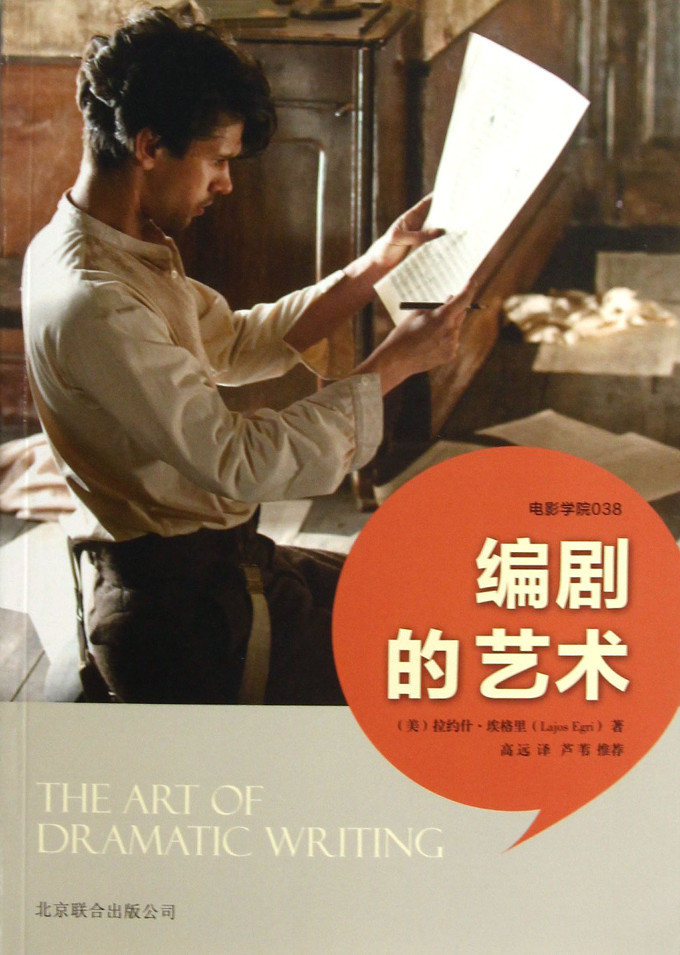 电影学院038
编剧
的艺术
（美）拉约什·埃格里（Lajos Egri）著
高远 译 芦苇 推荐
THE ART OF
DRAMATIC WRITING
北京联合出版公司